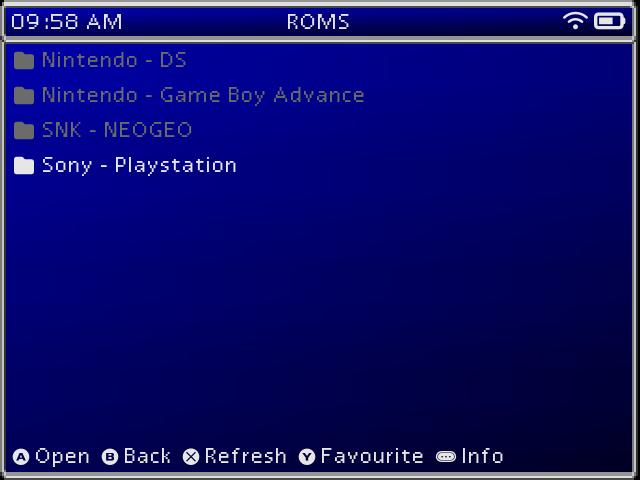 09:58 AM ROMS
Nintendo - DS
Nintendo - Game Boy Advance
SNK - NEOGEO
Sony - Playstation
A Open B Back X Refresh Y Favourite Info